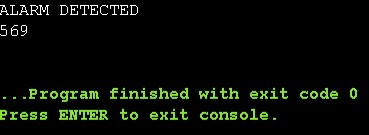 ALARM DETECTED
569
...Program finished with exit code 0
Press ENTER to exit console.